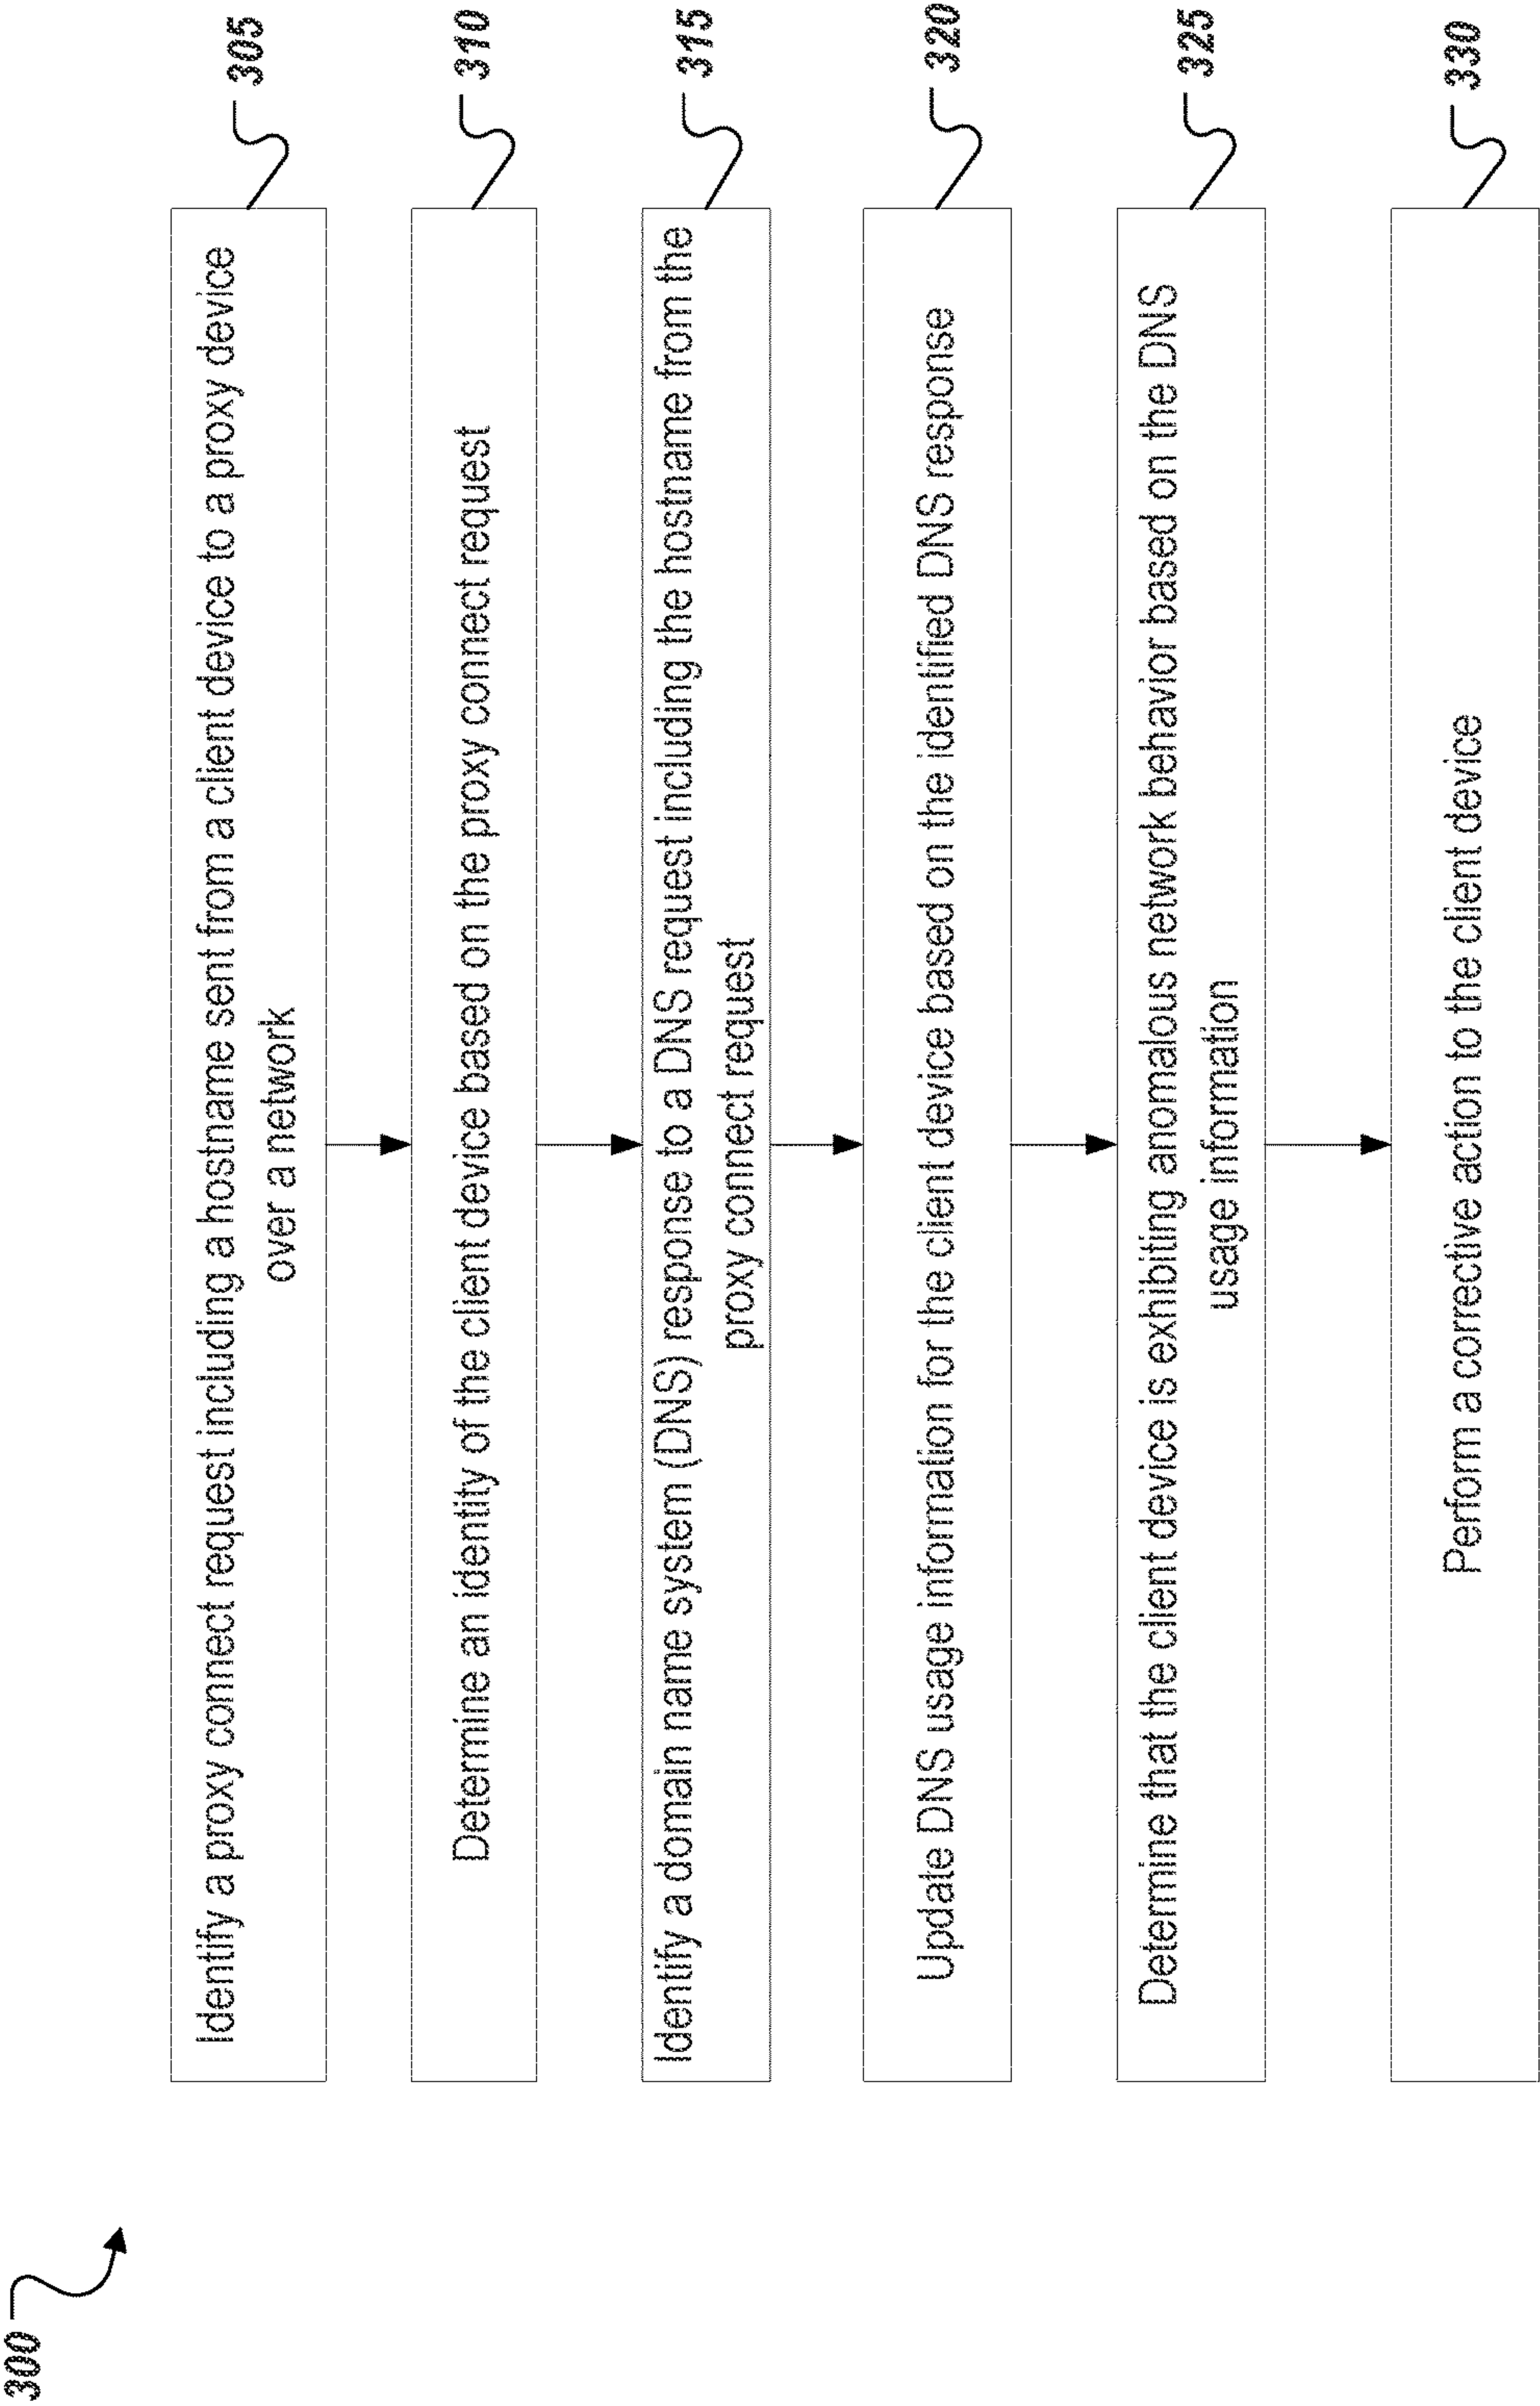 300
Identify a proxy connect request including a hostname sent from a client device to a proxy device
over a network
305
Determine an identity of the client device based on the proxy connect request
310
Identify a domain name system (DNS) response to a DNS request including the hostname from the
proxy connect request
315
Update DNS usage information for the client device based on the identified DNS response
320
Determine that the client device is exhibiting anomalous network behavior based on the DNS
usage information
325
Perform a corrective action to the client device
330